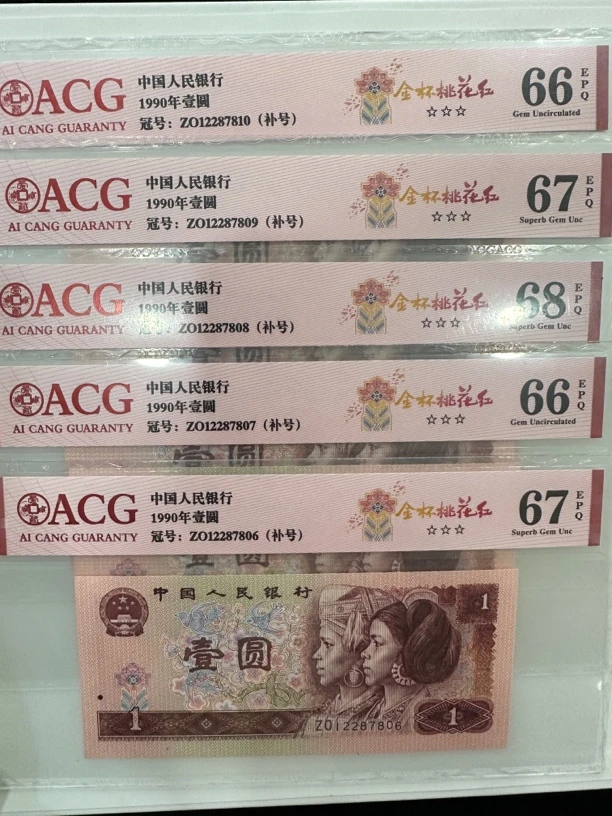 ACG
AI CANG GUARANTY
中国人民银行
1990年壹圆
冠号：ZO12287810（补号）
金杯桃花红
☆☆☆
66 EPQ
Gem Uncirculated
ACG
AI CANG GUARANTY
中国人民银行
1990年壹圆
冠号：ZO12287809（补号）
金杯桃花红
☆☆☆
67 EPQ
Superb Gem Unc
ACGACG
ACG
AI CANG GUARANTY
中国人民银行
1990年壹圆
冠号：ZO12287808（补号）
金杯桃花红
☆☆☆
68 EPQ
Superb Gem Unc
ACG
AI CANG GUARANTY
中国人民银行
1990年壹圆
冠号：ZO12287807（补号）
金杯桃花红
☆☆☆
66 EPQ
Gem Uncirculated
壹圆
ACG
AI CANG GUARANTY
中国人民银行
1990年壹圆
冠号：ZO12287806（补号）
金杯桃花红
☆☆☆
67 EPQ
Superb Gem Unc
壹圆
中国人民银行
1
壹圆
1
ZO12287806
1